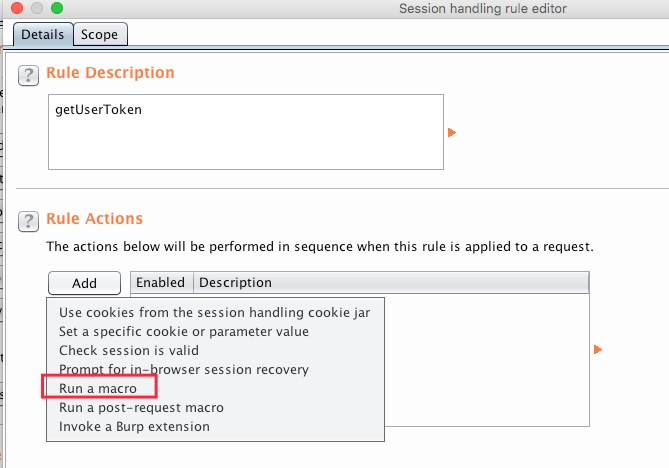 Session handling rule editor
Details Scope
? Rule Description
getUserToken
? Rule Actions
The actions below will be performed in sequence when this rule is applied to a request.
Add Enabled Description
Use cookies from the session handling cookie jar
Set a specific cookie or parameter value
Check session is valid
Prompt for in-browser session recovery
Run a macro
Run a post-request macro
Invoke a Burp extension